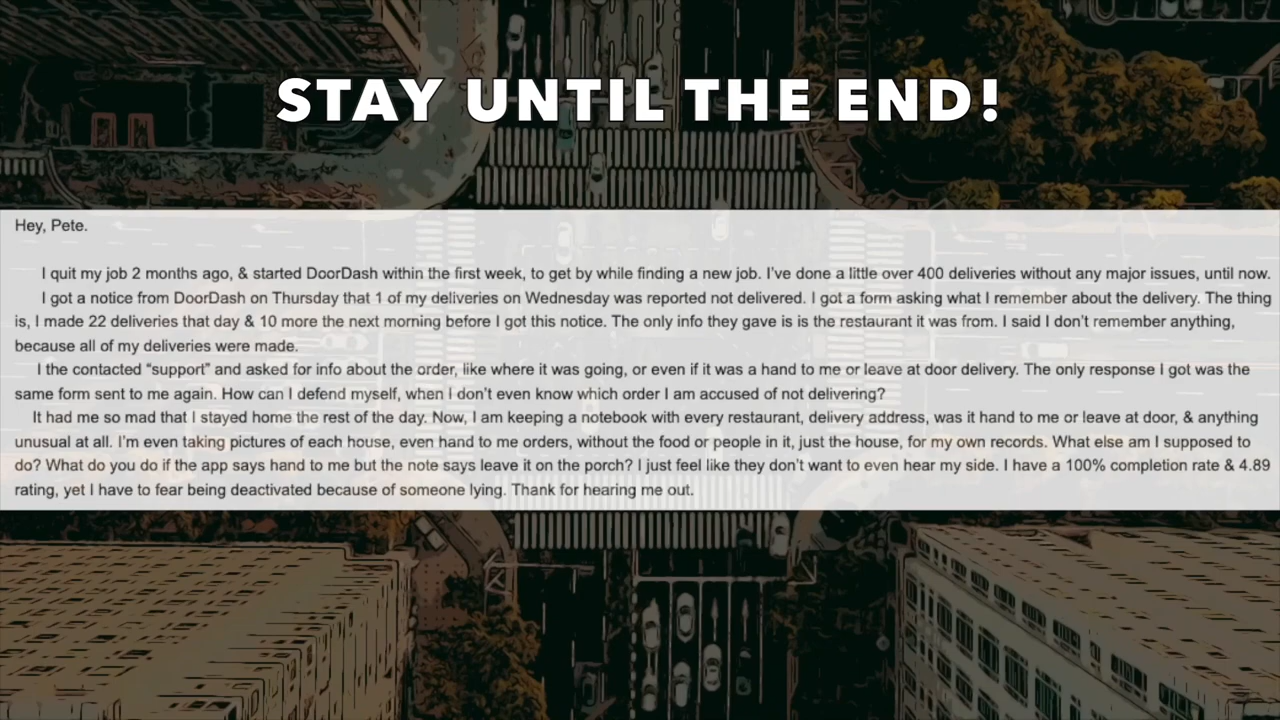 STAY UNTIL THE END!
Hey, Pete.
I quit my job 2 months ago, & started DoorDash within the first week, to get by while finding a new job. I've done a little over 400 deliveries without any major issues, until now.
I got a notice from DoorDash on Thursday that 1 of my deliveries on Wednesday was reported not delivered. I got a form asking what I remember about the delivery. The thing
is, I made 22 deliveries that day & 10 more the next morning before I got this notice. The only info they gave is is the restaurant it was from. I said I don't remember anything,
because all of my deliveries were made.
I the contacted “support” and asked for info about the order, like where it was going, or even if it was a hand to me or leave at door delivery. The only response I got was the
same form sent to me again. How can I defend myself, when I don't even know which order I am accused of not delivering?
It had me so mad that I stayed home the rest of the day. Now, I am keeping a notebook with every restaurant, delivery address, was it hand to me or leave at door, & anything
unusual at all. I'm even taking pictures of each house, even hand to me orders, without the food or people in it, just the house, for my own records. What else am I supposed to
do? What do you do if the app says hand to me but the note says leave it on the porch? I just feel like they don't want to even hear my side. I have a 100% completion rate & 4.89
rating, yet I have to fear being deactivated because of someone lying. Thank for hearing me out.